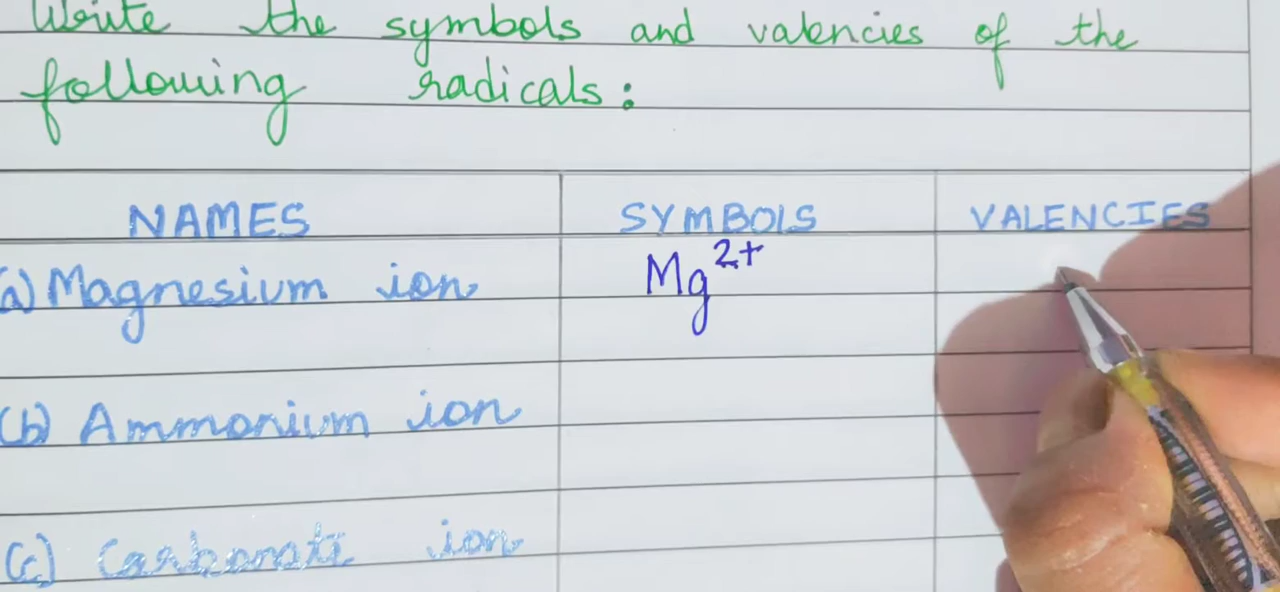 Write the symbols and valencies of the
following radicals:
NAMES SYMBOLS VALENCIES
(a) Magnesium ion Mg²⁺
(b) Ammonium ion
(c) Carbonate ion